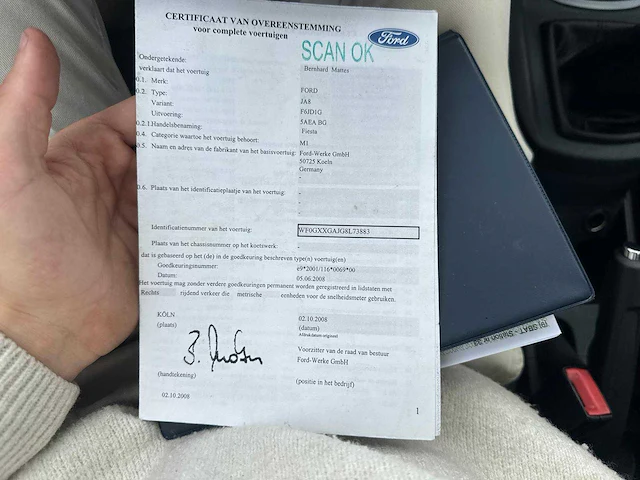 CERTIFICAAT VAN OVEREENSTEMMING
voor complete voertuigen
Ford
SCAN OK
Ondergetekende: Bernhard Mattes
verklaart dat het voertuig
0.1. Merk: FORD
0.2. Type: JA8
Variant: F6JD1G
Uitvoering: 5AEA BG
0.2.1. Handelsbenaming: Fiesta
0.4. Categorie waartoe het voertuig behoort: M1
0.5. Naam en adres van de fabrikant van het basisvoertuig: Ford-Werke GmbH
50725 Koeln
Germany
-
0.6. Plaats van het identificatieplaatje van het voertuig: -
-
-
Identificatienummer van het voertuig: WF0GXXGAJG8L73883
Plaats van het chassisnummer op het koetswerk: -
dat is gebaseerd op het (de) in de goedkeuring beschreven type(n) voertuig(en)
Goedkeuringsnummer: e9*2001/116*0069*00
Datum: 05.06.2008
Het voertuig mag zonder verdere goedkeuringen permanent worden geregistreerd in lidstaten met
Rechts rijdend verkeer die metrische eenheden voor de snelheidsmeter gebruiken.
KÖLN 02.10.2008
(plaats) (datum)
Afdruk origineel
Voorzitter van de raad van bestuur
Ford-Werke GmbH
(handtekening) (positie in het bedrijf)
02.10.2008
1